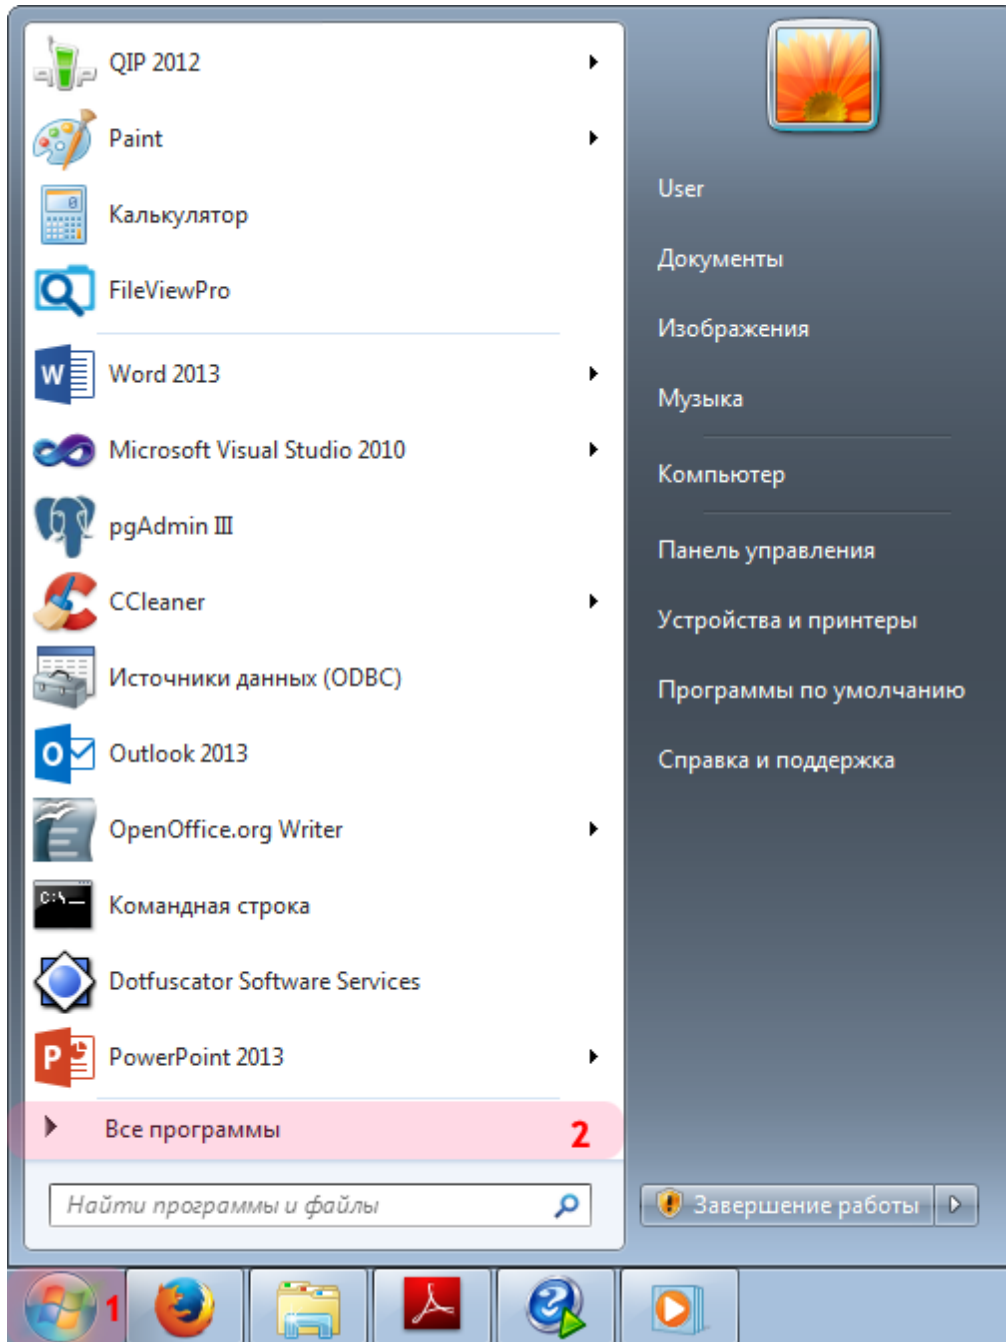 QIP 2012
Paint
Калькулятор
FileViewPro
Word 2013
Microsoft Visual Studio 2010
pgAdmin III
CCleaner
Источники данных (ODBC)
Outlook 2013
OpenOffice.org Writer
Командная строка
Dotfuscator Software Services
PowerPoint 2013
Все программы 2
Найти программы и файлы
User
Документы
Изображения
Музыка
Компьютер
Панель управления
Устройства и принтеры
Программы по умолчанию
Справка и поддержка
Завершение работы
1